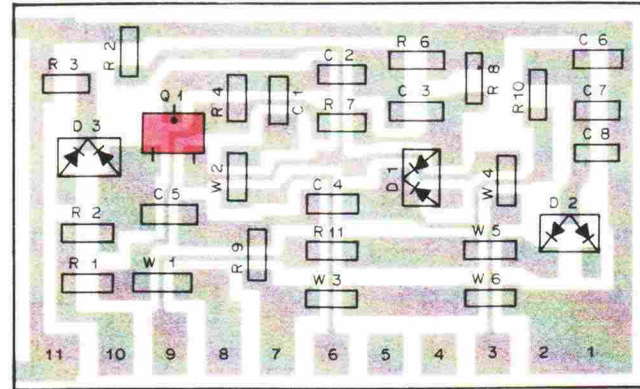 R 2
C 2
R 6
C 6
R 3
Q 1
R 4
C 1
R 8
R 10
C 3
C 7
R 7
D 3
C 8
W 2
D 1
W 4
C 5
C 4
D 2
R 2
R 9
R 11
W 5
R 1
W 1
W 3
W 6
11 10 9 8 7 6 5 4 3 2 1